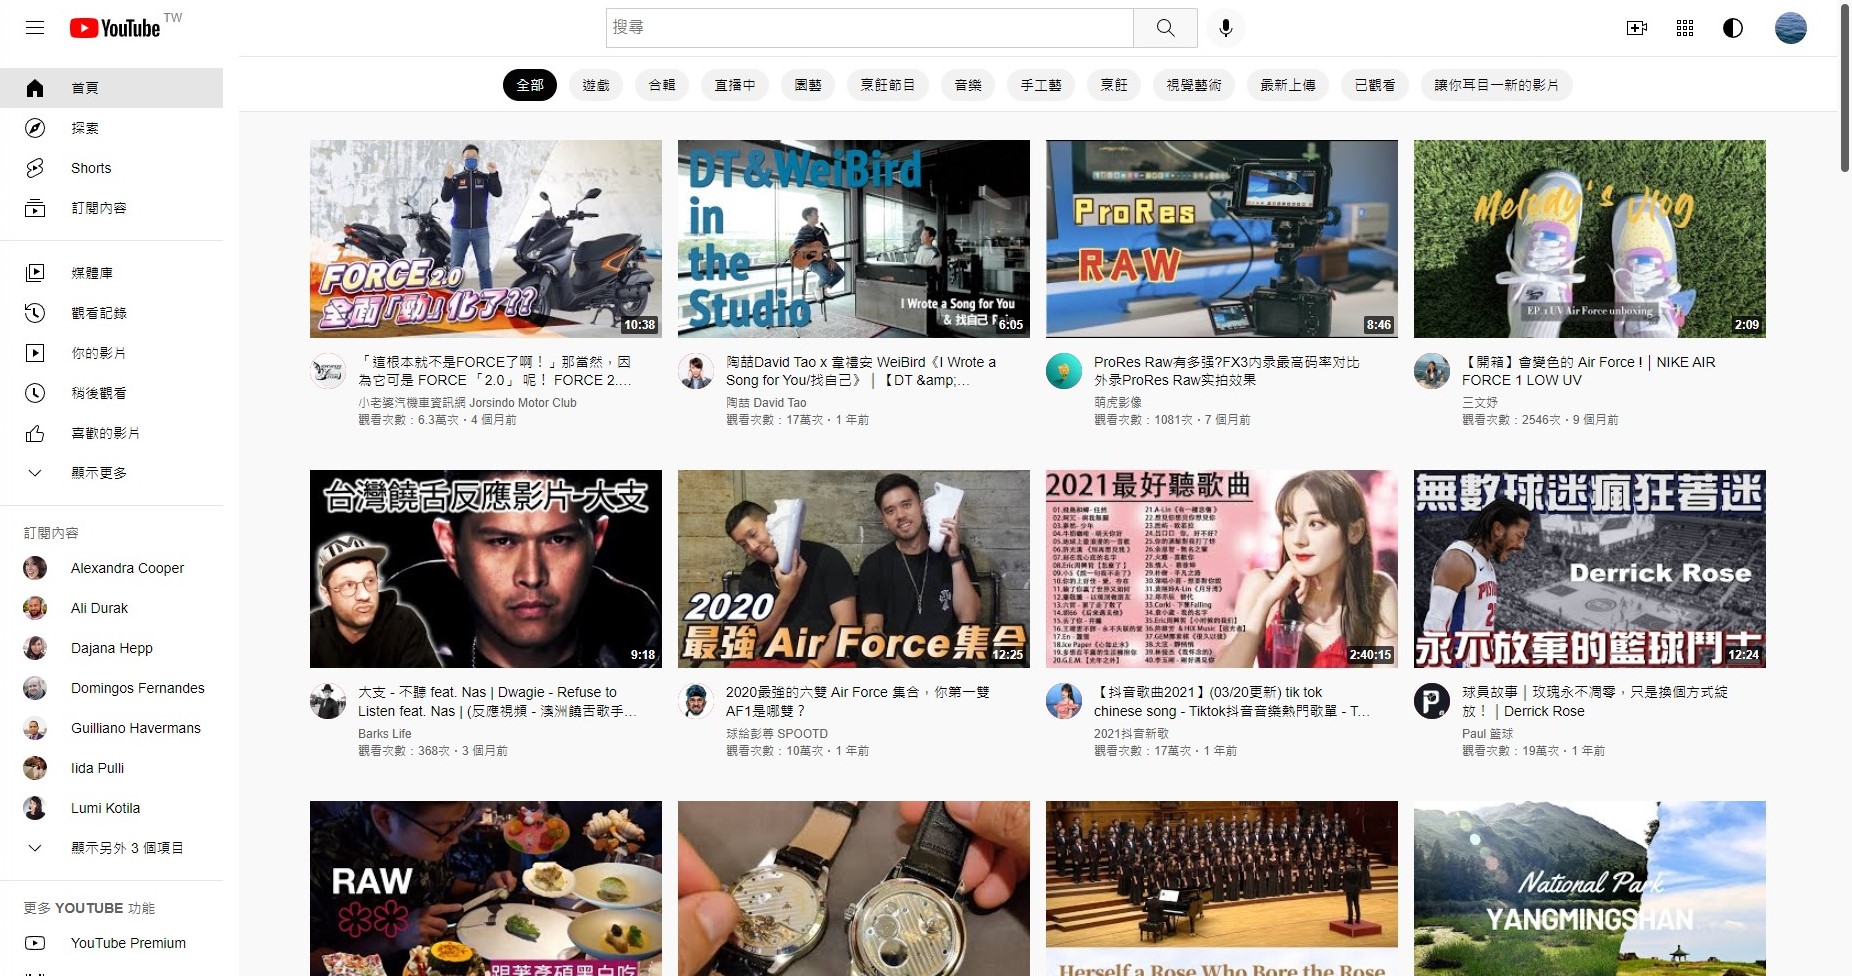 YouTube TW
搜尋
首頁
探索
Shorts
訂閱內容
媒體庫
觀看記錄
你的影片
稍後觀看
喜歡的影片
顯示更多
訂閱內容
Alexandra Cooper
Ali Durak
Dajana Hepp
Domingos Fernandes
Guilliano Havermans
Iida Pulli
Lumi Kotila
顯示另外 3 個項目
更多 YOUTUBE 功能
YouTube Premium
全部 遊戲 合輯 直播中 園藝 烹飪節目 音樂 手工藝 烹飪 視覺藝術 最新上傳 已觀看 讓你耳目一新的影片
FORCE 2.0
全面「勁」化了??
10:38
「這根本就不是FORCE了啊！」那當然，因
為它可是 FORCE 「2.0」 呢！ FORCE 2....
小老婆汽機車資訊網 Jorsindo Motor Club
觀看次數：6.3萬次・4 個月前
DT&WeiBird
in
the
Studio
I Wrote a Song for You
& 找自己
6:05
陶喆David Tao x 韋禮安 WeiBird《I Wrote a
Song for You/找自己》｜【DT &amp;...
陶喆 David Tao
觀看次數：17萬次・1 年前
ProRes
RAW
8:46
ProRes Raw有多强?FX3内录最高码率对比
外录ProRes Raw实拍效果
萌虎影像
觀看次數：1081次・7 個月前
Melody's Vlog
EP.1 UV Air Force unboxing
2:09
【開箱】會變色的 Air Force !｜NIKE AIR
FORCE 1 LOW UV
三文妤
觀看次數：2546次・9 個月前
台灣饒舌反應影片-大支
9:18
大支 - 不聽 feat. Nas | Dwagie - Refuse to
Listen feat. Nas | (反應視頻 - 澳洲饒舌歌手...
Barks Life
觀看次數：368次・3 個月前
2020
最強 Air Force 集合
12:25
2020最強的六雙 Air Force 集合，你第一雙
AF1是哪雙？
球給彭尊 SPOOTD
觀看次數：10萬次・1 年前
2021最好聽歌曲
2:40:15
【抖音歌曲2021】(03/20更新) tik tok
chinese song - Tiktok抖音音樂熱門歌單 - T...
2021抖音新歌
觀看次數：17萬次・1 年前
無數球迷瘋狂著迷
Derrick Rose
永不放棄的籃球鬥士
12:24
球員故事｜玫瑰永不凋零，只是換個方式綻
放！｜Derrick Rose
Paul 籃球
觀看次數：19萬次・1 年前
RAW
跟著產碩黑白吃
Herself a Rose Who Bore the Rose
National Park
YANGMINGSHAN